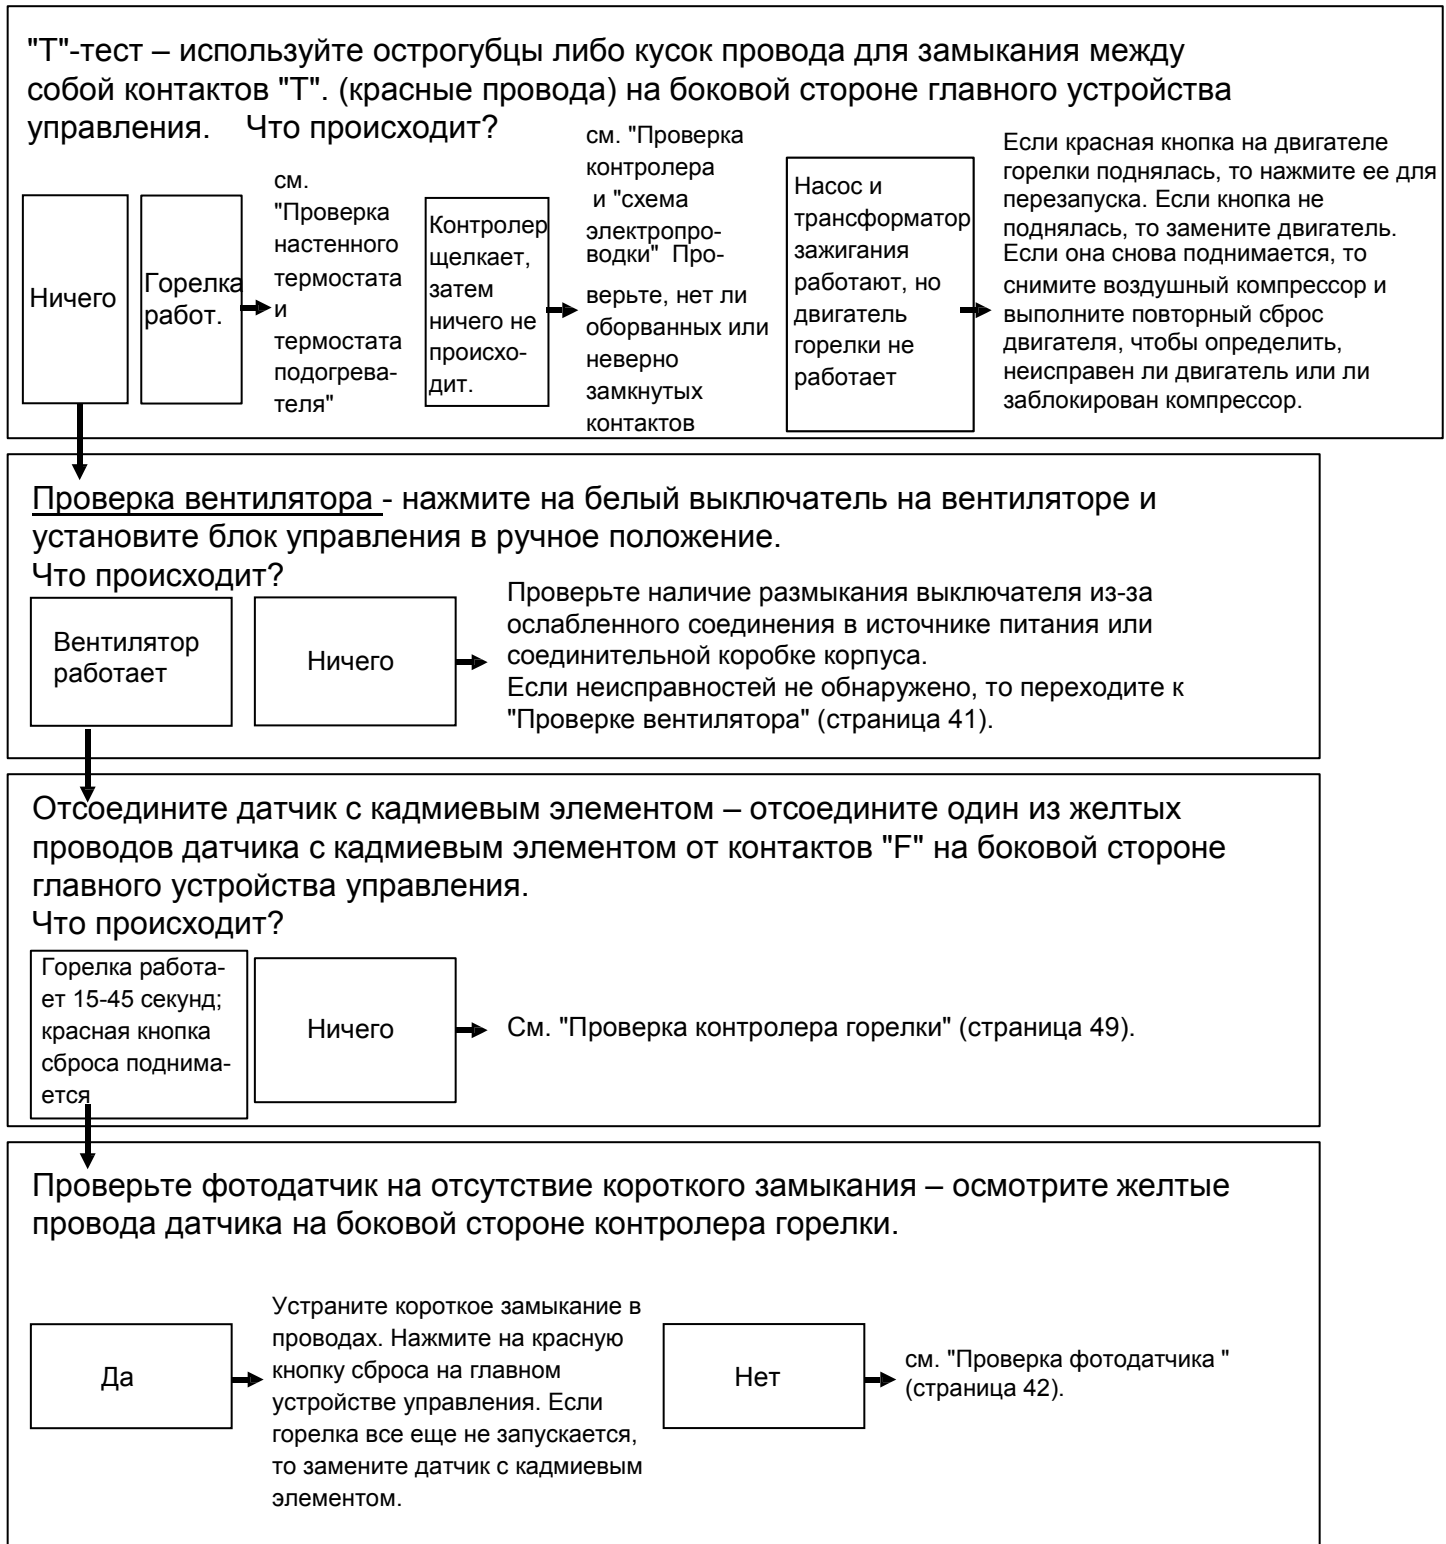 "Т"-тест – используйте острогубцы либо кусок провода для замыкания между
собой контактов "Т". (красные провода) на боковой стороне главного устройства
управления. Что происходит?
Ничего
Горелка
работ.
см.
"Проверка
настенного
термостата
и
термостата
подогрева-
теля"
Контролер
щелкает,
затем
ничего не
происхо-
дит.
см. "Проверка
контролера
и "схема
электропро-
водки" Про-
верьте, нет ли
оборванных или
неверно
замкнутых
контактов
Насос и
трансформатор
зажигания
работают, но
двигатель
горелки не
работает
Если красная кнопка на двигателе
горелки поднялась, то нажмите ее для
перезапуска. Если кнопка не
поднялась, то замените двигатель.
Если она снова поднимается, то
снимите воздушный компрессор и
выполните повторный сброс
двигателя, чтобы определить,
неисправен ли двигатель или ли
заблокирован компрессор.
Проверка вентилятора - нажмите на белый выключатель на вентиляторе и
установите блок управления в ручное положение.
Что происходит?
Вентилятор
работает
Ничего
Проверьте наличие размыкания выключателя из-за
ослабленного соединения в источнике питания или
соединительной коробке корпуса.
Если неисправностей не обнаружено, то переходите к
"Проверке вентилятора" (страница 41).
Отсоедините датчик с кадмиевым элементом – отсоедините один из желтых
проводов датчика с кадмиевым элементом от контактов "F" на боковой стороне
главного устройства управления.
Что происходит?
Горелка работа-
ет 15-45 секунд;
красная кнопка
сброса поднима-
ется
Ничего
См. "Проверка контролера горелки" (страница 49).
Проверьте фотодатчик на отсутствие короткого замыкания – осмотрите желтые
провода датчика на боковой стороне контролера горелки.
Да
Устраните короткое замыкание в
проводах. Нажмите на красную
кнопку сброса на главном
устройстве управления. Если
горелка все еще не запускается,
то замените датчик с кадмиевым
элементом.
Нет
см. "Проверка фотодатчика "
(страница 42).